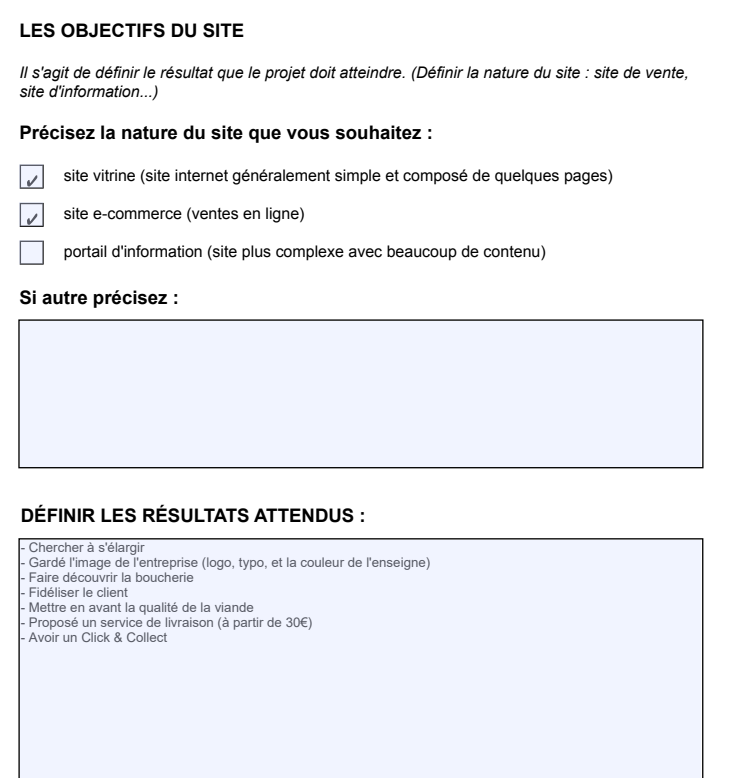 LES OBJECTIFS DU SITE
Il s'agit de définir le résultat que le projet doit atteindre. (Définir la nature du site : site de vente,
site d'information...)
Précisez la nature du site que vous souhaitez :
site vitrine (site internet généralement simple et composé de quelques pages)
site e-commerce (ventes en ligne)
portail d'information (site plus complexe avec beaucoup de contenu)
Si autre précisez :
DÉFINIR LES RÉSULTATS ATTENDUS :
- Chercher à s'élargir
- Gardé l'image de l'entreprise (logo, typo, et la couleur de l'enseigne)
- Faire découvrir la boucherie
- Fidéliser le client
- Mettre en avant la qualité de la viande
- Proposé un service de livraison (à partir de 30€)
- Avoir un Click & Collect